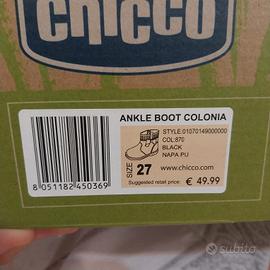 chicco
ANKLE BOOT COLONIA
STYLE:01070149000000
COL:870
BLACK
NAPA PU
www.chicco.com
SIZE 27
Suggested retail price: € 49.99
8 051182 450369
subito